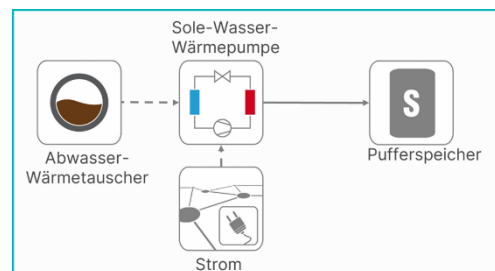 Sole-Wasser-
Wärmepumpe
S
Abwasser-
Wärmetauscher
Pufferspeicher
Strom